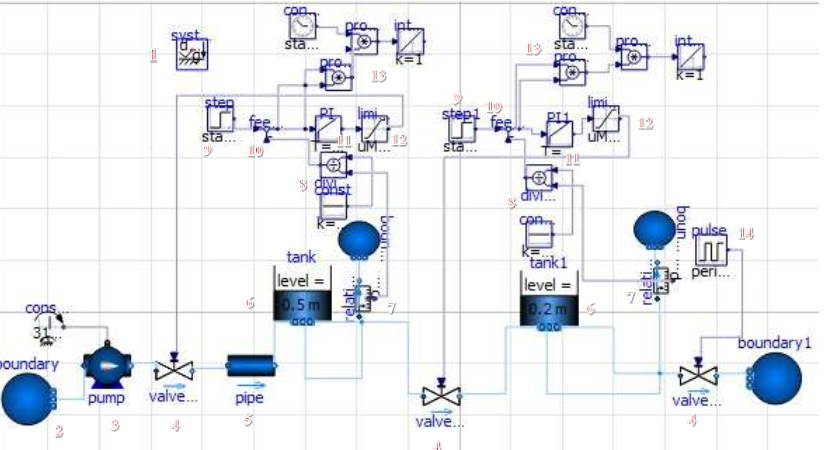 con...
sta...
pro...
int
k=1
13
syst...
1
pro...
step
sta...
9
fee...
10
PI
T=...
11
limi...
uM...
12
8
divi...
const
k=...
boun...
relati...
7
tank
level =
0.5 m
6
cons...
31...
boundary
2
pump
3
valve...
4
pipe
5
con...
sta...
pro...
int
k=1
13
pro...
9
step1
sta...
10
fee...
PI1
T=...
11
limi...
uM...
12
8
divi...
con...
k=...
tank1
level =
0.2 m
6
boun...
relati...
7
pulse
peri...
14
valve...
valve...
4
boundary1